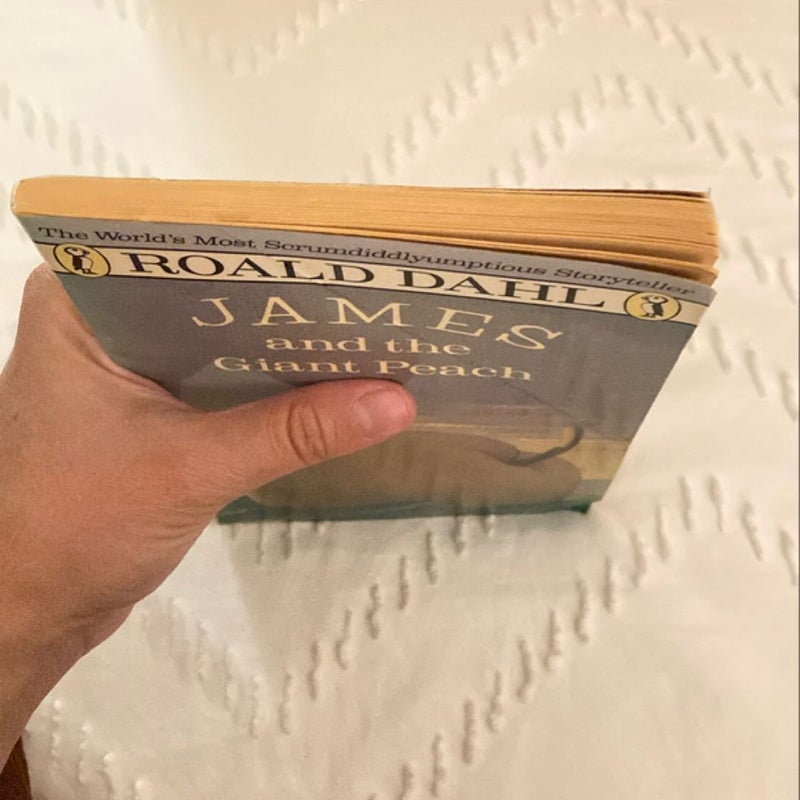 The World's Most Scrumdiddlyumptious Storyteller
ROALD DAHL
JAMES
and the
Giant Peach